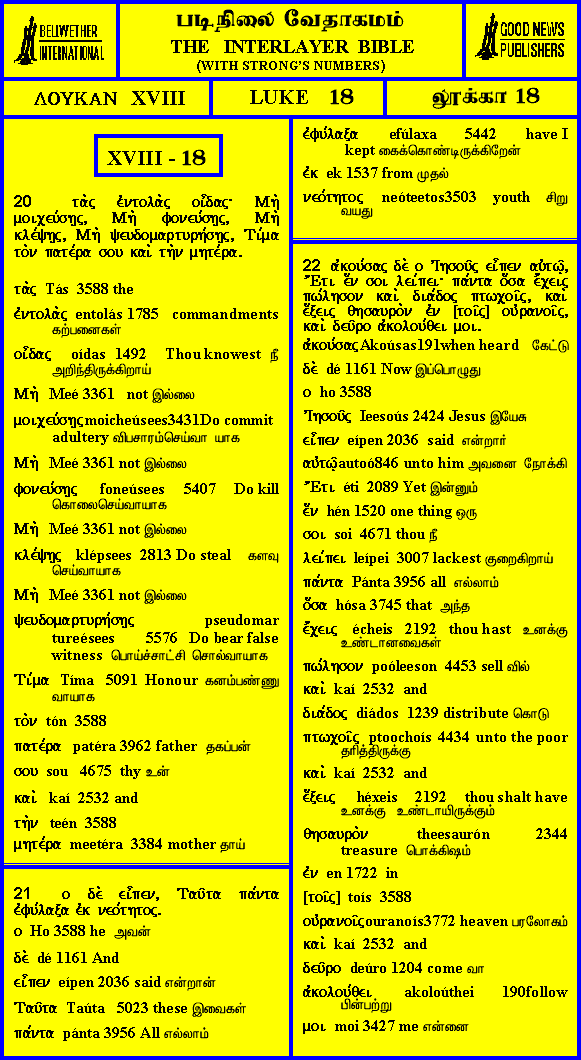 BELLWETHER
INTERNATIONAL
படிநிலை வேதாகமம்
THE INTERLAYER BIBLE
(WITH STRONG'S NUMBERS)
GOOD NEWS
PUBLISHERS
ΛΟΥΚΑΝ XVIII
LUKE 18
லூக்கா 18
XVIII - 18
20 τὰς ἐντολὰς οἶδας· Μὴ
μοιχεύσῃς, Μὴ φονεύσῃς, Μὴ
κλέψῃς, Μὴ ψευδομαρτυρήσῃς, Τίμα
τὸν πατέρα σου καὶ τὴν μητέρα.
τὰς Tás 3588 the
ἐντολὰς entolás 1785 commandments
கற்பனைகள்
οἶδας oídas 1492 Thou knowest நீ
அறிந்திருக்கிறாய்
Μὴ Meé 3361 not இல்லை
μοιχεύσῃς moicheúsees3431Do commit
adultery விபசாரம்செய்வா யாக
Μὴ Meé 3361 not இல்லை
φονεύσῃς foneúsees 5407 Do kill
கொலைசெய்வாயாக
Μὴ Meé 3361 not இல்லை
κλέψῃς klépsees 2813 Do steal களவு
செய்வாயாக
Μὴ Meé 3361 not இல்லை
ψευδομαρτυρήσῃς pseudomar
tureésees 5576 Do bear false
witness பொய்ச்சாட்சி சொல்வாயாக
Τίμα Tíma 5091 Honour கனம்பண்ணு
வாயாக
τὸν tón 3588
πατέρα patéra 3962 father தகப்பன்
σου sou 4675 thy உன்
καὶ kaí 2532 and
τὴν teén 3588
μητέρα meetéra 3384 mother தாய்
21 ο δὲ εἶπεν, Ταῦτα πάντα
ἐφύλαξα ἐκ νεότητος.
ο Ho 3588 he அவன்
δὲ dé 1161 And
εἶπεν eípen 2036 said என்றான்
Ταῦτα Taúta 5023 these இவைகள்
πάντα pánta 3956 All எல்லாம்
ἐφύλαξα efúlaxa 5442 have I
kept கைக்கொண்டிருக்கிறேன்
ἐκ ek 1537 from முதல்
νεότητος neóteetos3503 youth சிறு
வயது
22 ἀκούσας δὲ ο Ἰησοῦς εἶπεν αὐτῷ,
Ἔτι ἕν σοι λείπει· πάντα ὅσα ἔχεις
πώλησον καὶ διάδος πτωχοῖς, καὶ
ἕξεις θησαυρὸν ἐν [τοῖς] οὐρανοῖς,
καὶ δεῦρο ἀκολούθει μοι.
ἀκούσας Akoúsas191when heard கேட்டு
δὲ dé 1161 Now இப்பொழுது
ο ho 3588
Ἰησοῦς Ieesoús 2424 Jesus இயேசு
εἶπεν eípen 2036 said என்றார்
αὐτῷ autoó846 unto him அவனை நோக்கி
Ἔτι éti 2089 Yet இன்னும்
ἕν hén 1520 one thing ஒரு
σοι soi 4671 thou நீ
λείπει leípei 3007 lackest குறைகிறாய்
πάντα Pánta 3956 all எல்லாம்
ὅσα hósa 3745 that அந்த
ἔχεις écheis 2192 thou hast உனக்கு
உண்டானவைகள்
πώλησον pooléeson 4453 sell வில்
καὶ kaí 2532 and
διάδος diádos 1239 distribute கொடு
πτωχοῖς ptoochoís 4434 unto the poor
தரித்திருக்கு
καὶ kaí 2532 and
ἕξεις héxeis 2192 thou shalt have
உனக்கு உண்டாயிருக்கும்
θησαυρὸν theesaurón 2344
treasure பொக்கிஷம்
ἐν en 1722 in
[τοῖς] toís 3588
οὐρανοῖς ouranoís3772 heaven பரலோகம்
καὶ kaí 2532 and
δεῦρο deúro 1204 come வா
ἀκολούθει akoloúthei 190follow
பின்பற்று
μοι moi 3427 me என்னை